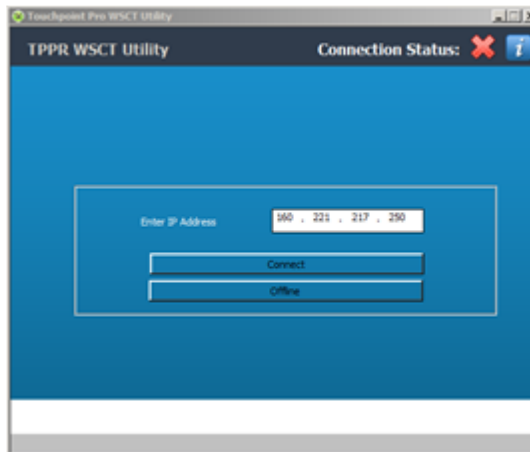 Touchpoint Pro WSCT Utility
TPPR WSCT Utility
Connection Status:
Enter IP Address
160 . 221 . 217 . 250
Connect
Offline